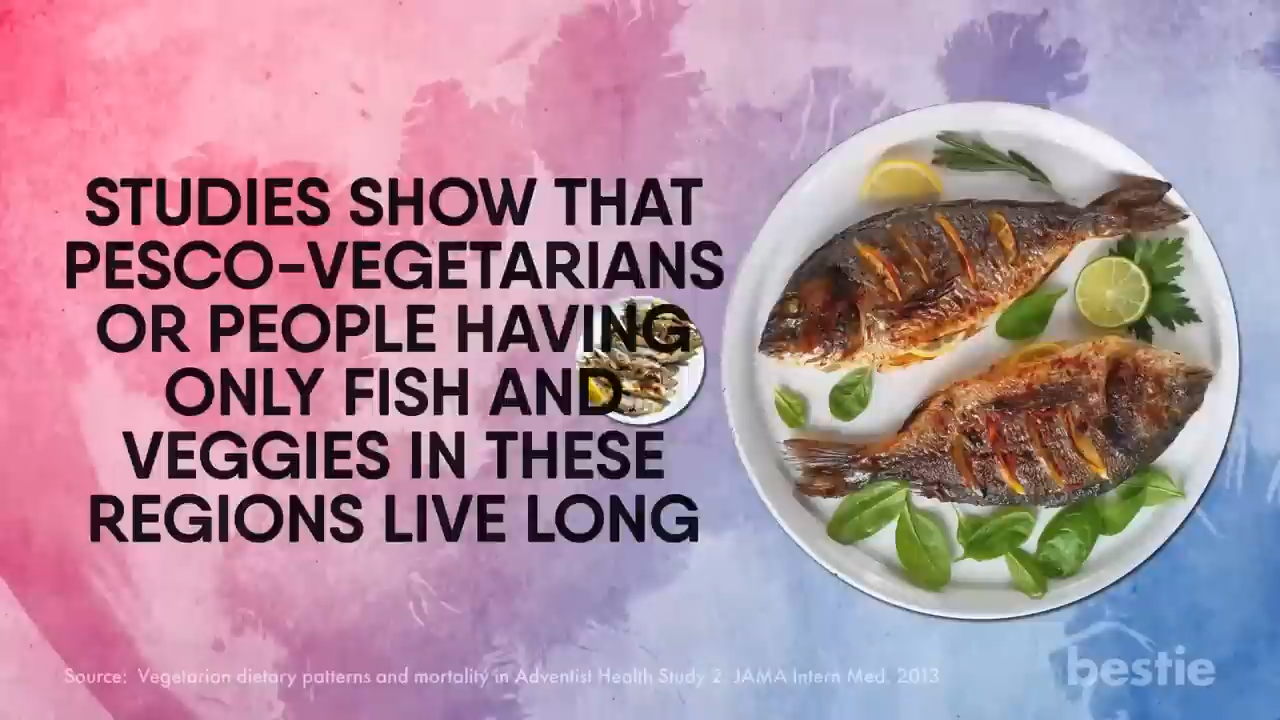 STUDIES SHOW THAT
PESCO-VEGETARIANS
OR PEOPLE HAVING
ONLY FISH AND
VEGGIES IN THESE
REGIONS LIVE LONG
Source: Vegetarian dietary patterns and mortality in Adventist Health Study 2. JAMA Intern Med. 2013
bestie